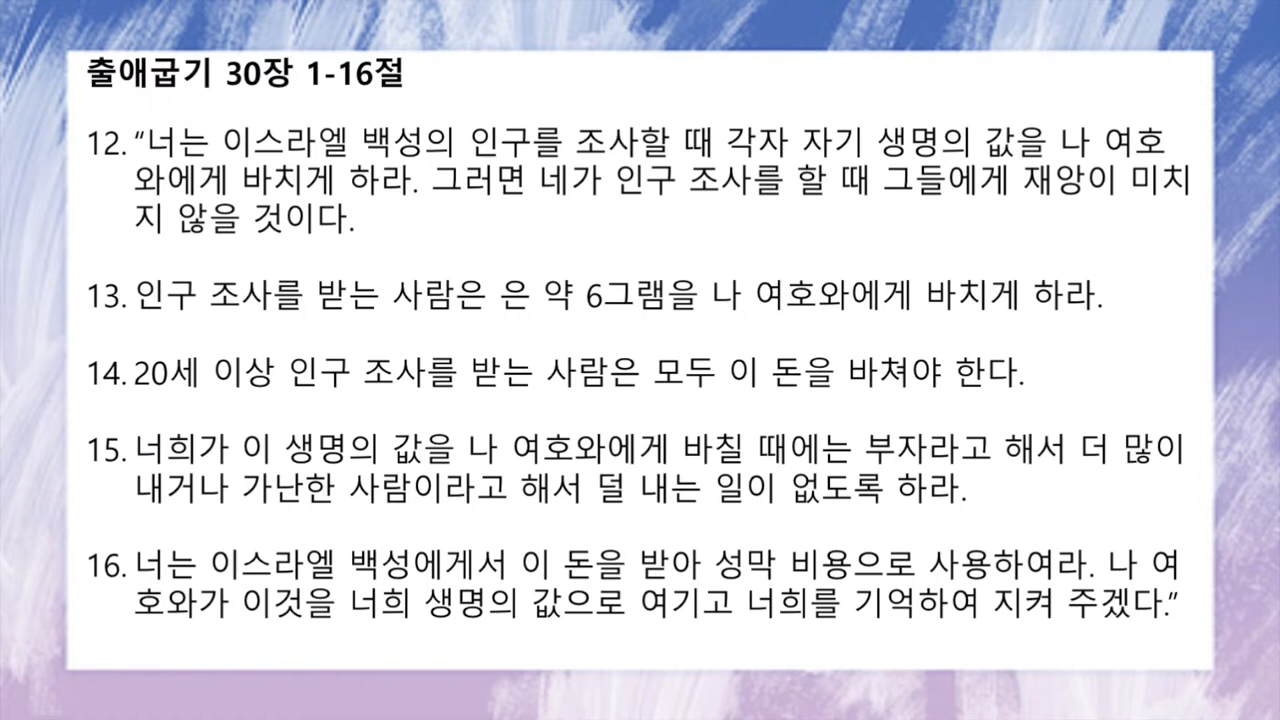 출애굽기 30장 1-16절
12. “너는 이스라엘 백성의 인구를 조사할 때 각자 자기 생명의 값을 나 여호
와에게 바치게 하라. 그러면 네가 인구 조사를 할 때 그들에게 재앙이 미치
지 않을 것이다.
13. 인구 조사를 받는 사람은 은 약 6그램을 나 여호와에게 바치게 하라.
14. 20세 이상 인구 조사를 받는 사람은 모두 이 돈을 바쳐야 한다.
15. 너희가 이 생명의 값을 나 여호와에게 바칠 때에는 부자라고 해서 더 많이
내거나 가난한 사람이라고 해서 덜 내는 일이 없도록 하라.
16. 너는 이스라엘 백성에게서 이 돈을 받아 성막 비용으로 사용하여라. 나 여
호와가 이것을 너희 생명의 값으로 여기고 너희를 기억하여 지켜 주겠다.”